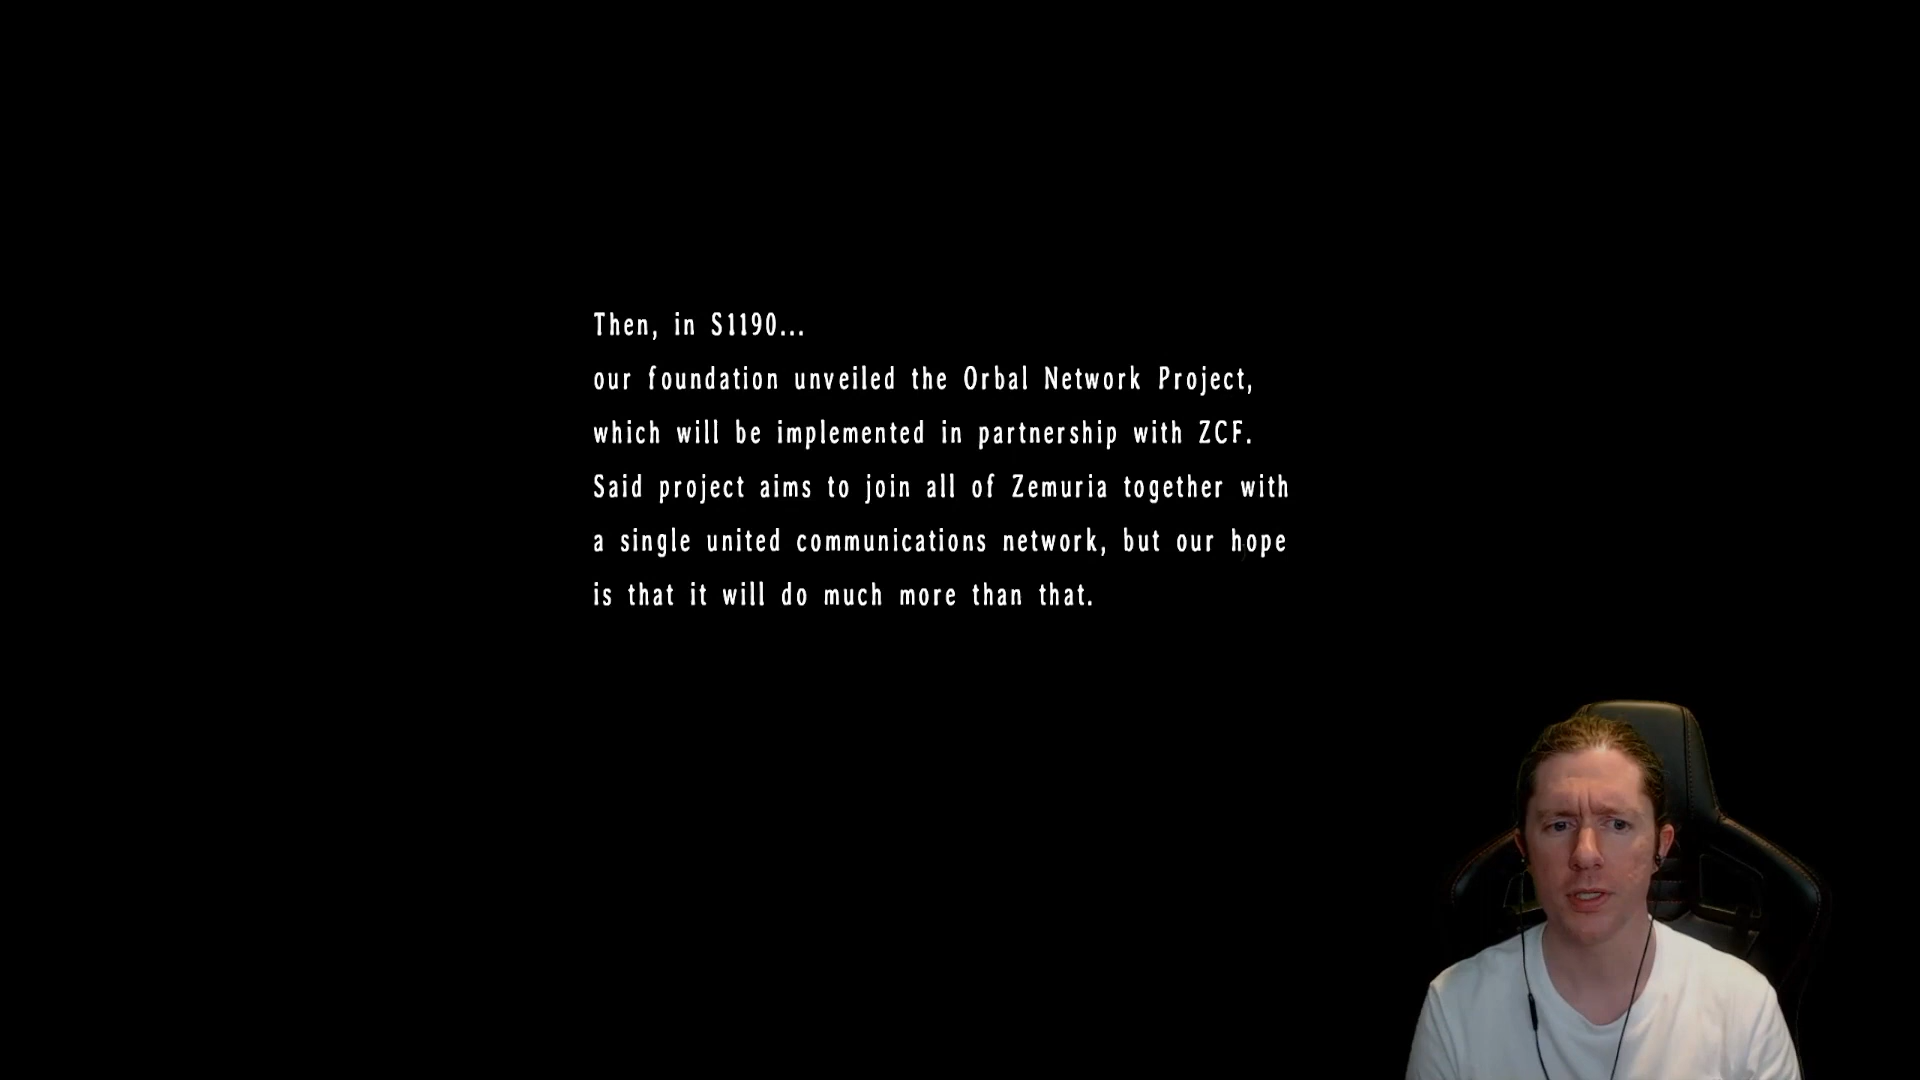 Then, in S1190...
our foundation unveiled the Orbal Network Project,
which will be implemented in partnership with ZCF.
Said project aims to join all of Zemuria together with
a single united communications network, but our hope
is that it will do much more than that.